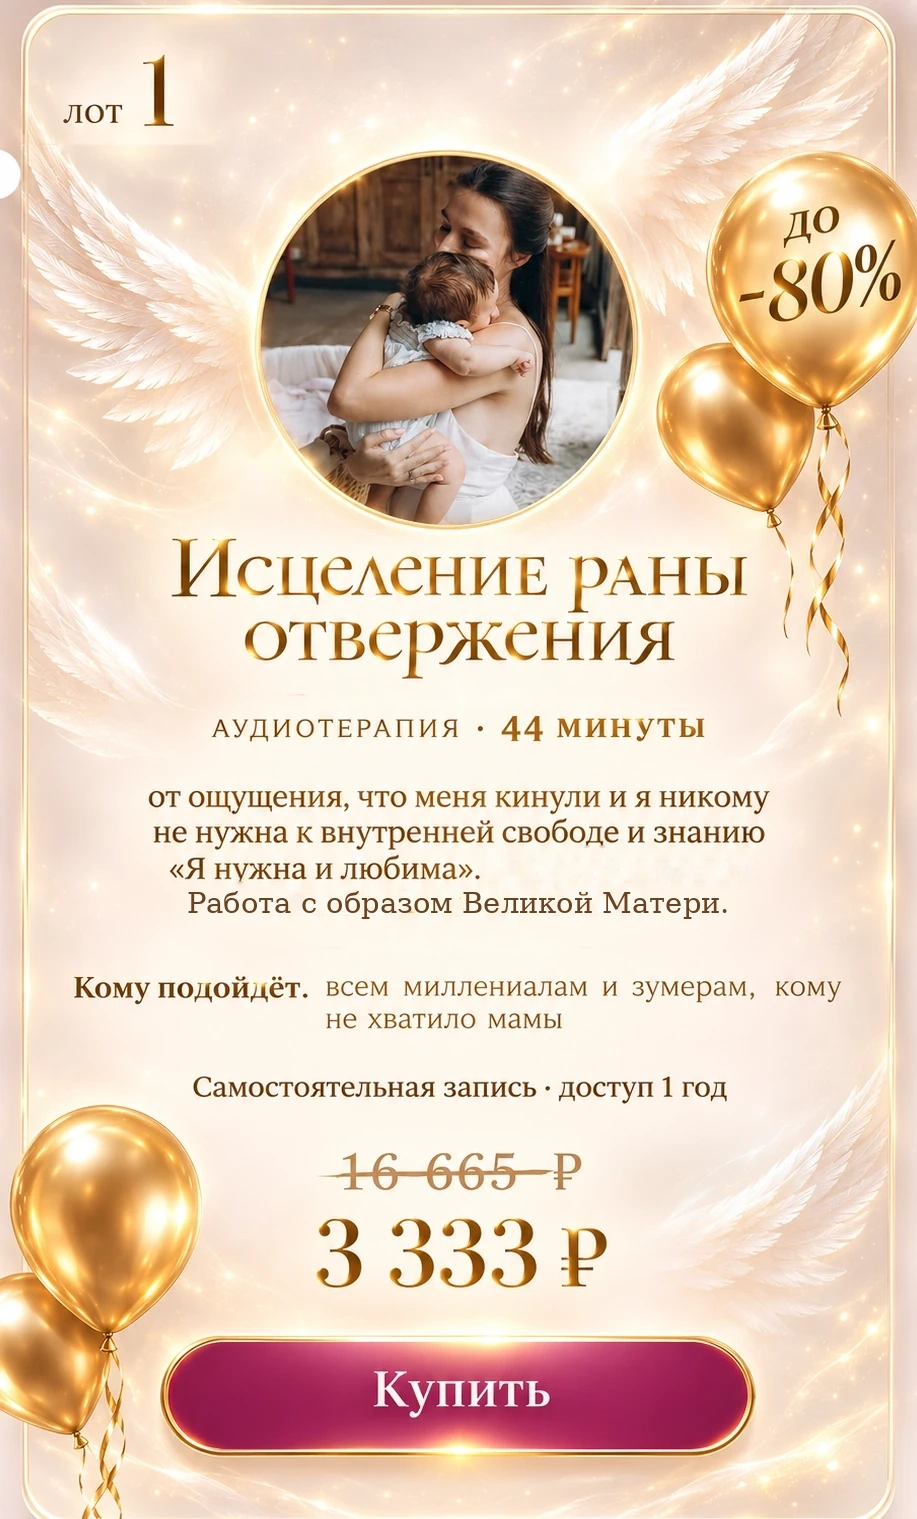 лот 1
до
-80%
Исцеление раны
отвержения
АУДИОТЕРАПИЯ · 44 МИНУТЫ
от ощущения, что меня кинули и я никому
не нужна к внутренней свободе и знанию
«Я нужна и любима».
Работа с образом Великой Матери.
Кому подойдёт. всем миллениалам и зумерам, кому
не хватило мамы
Самостоятельная запись · доступ 1 год
16 665 ₽
3 333 ₽
Купить